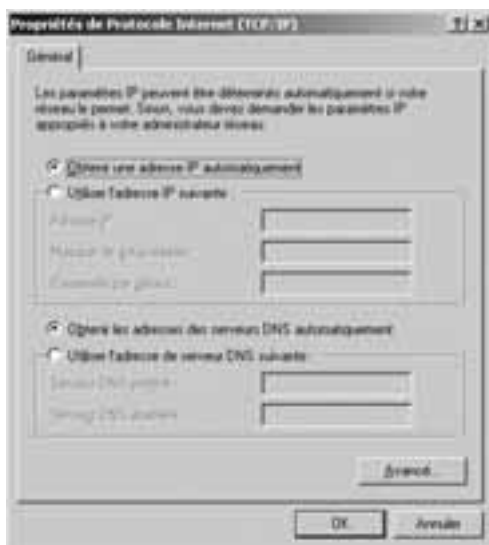 Propriétés de Protocole Internet (TCP/IP)
Général
Les paramètres IP peuvent être déterminés automatiquement si votre
réseau le permet. Sinon, vous devez demander les paramètres IP
appropriés à votre administrateur réseau.
Obtenir une adresse IP automatiquement
Utiliser l'adresse IP suivante
Adresse IP
Masque de sous-réseau
Passerelle par défaut
Obtenir les adresses des serveurs DNS automatiquement
Utiliser l'adresse de serveur DNS suivante
Serveur DNS préféré
Serveur DNS auxiliaire
Avancé...
OK
Annuler